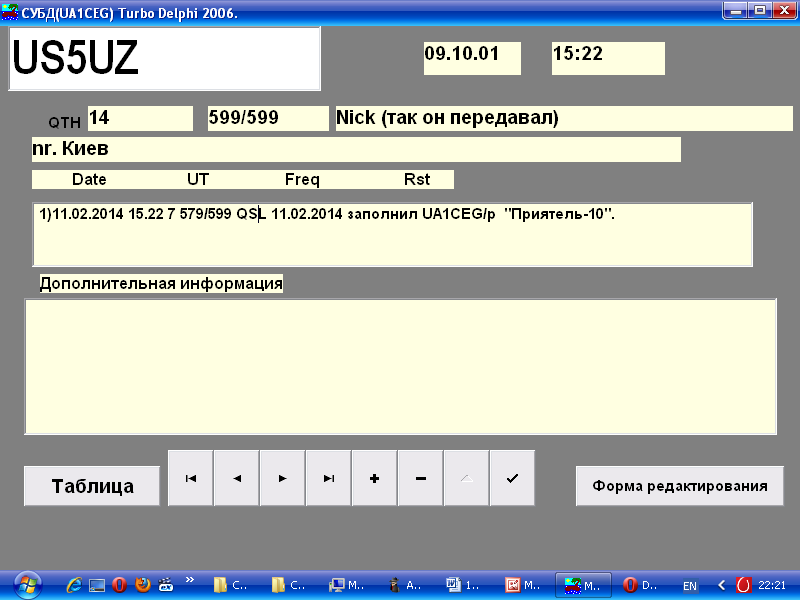 СУБД(UA1CEG) Turbo Delphi 2006.
US5UZ
09.10.01 15:22
QTH 14 599/599 Nick (так он передавал)
nr. Киев
Date UT Freq Rst
1)11.02.2014 15.22 7 579/599 QSL 11.02.2014 заполнил UA1CEG/p "Приятель-10".
Дополнительная информация
Таблица
Форма редактирования
» С.. С.. М.. А.. 1.. М.. М.. D.. EN 22:21